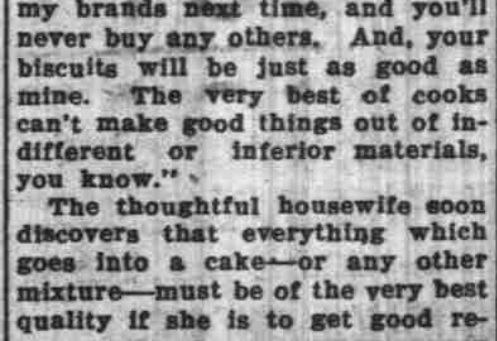 my brands next time, and you'll
never buy any others. And, your
biscuits will be just as good as
mine. The very best of cooks
can't make good things out of in-
different or inferior materials,
you know."
The thoughtful housewife soon
discovers that everything which
goes into a cake—or any other
mixture—must be of the very best
quality if she is to get good re-